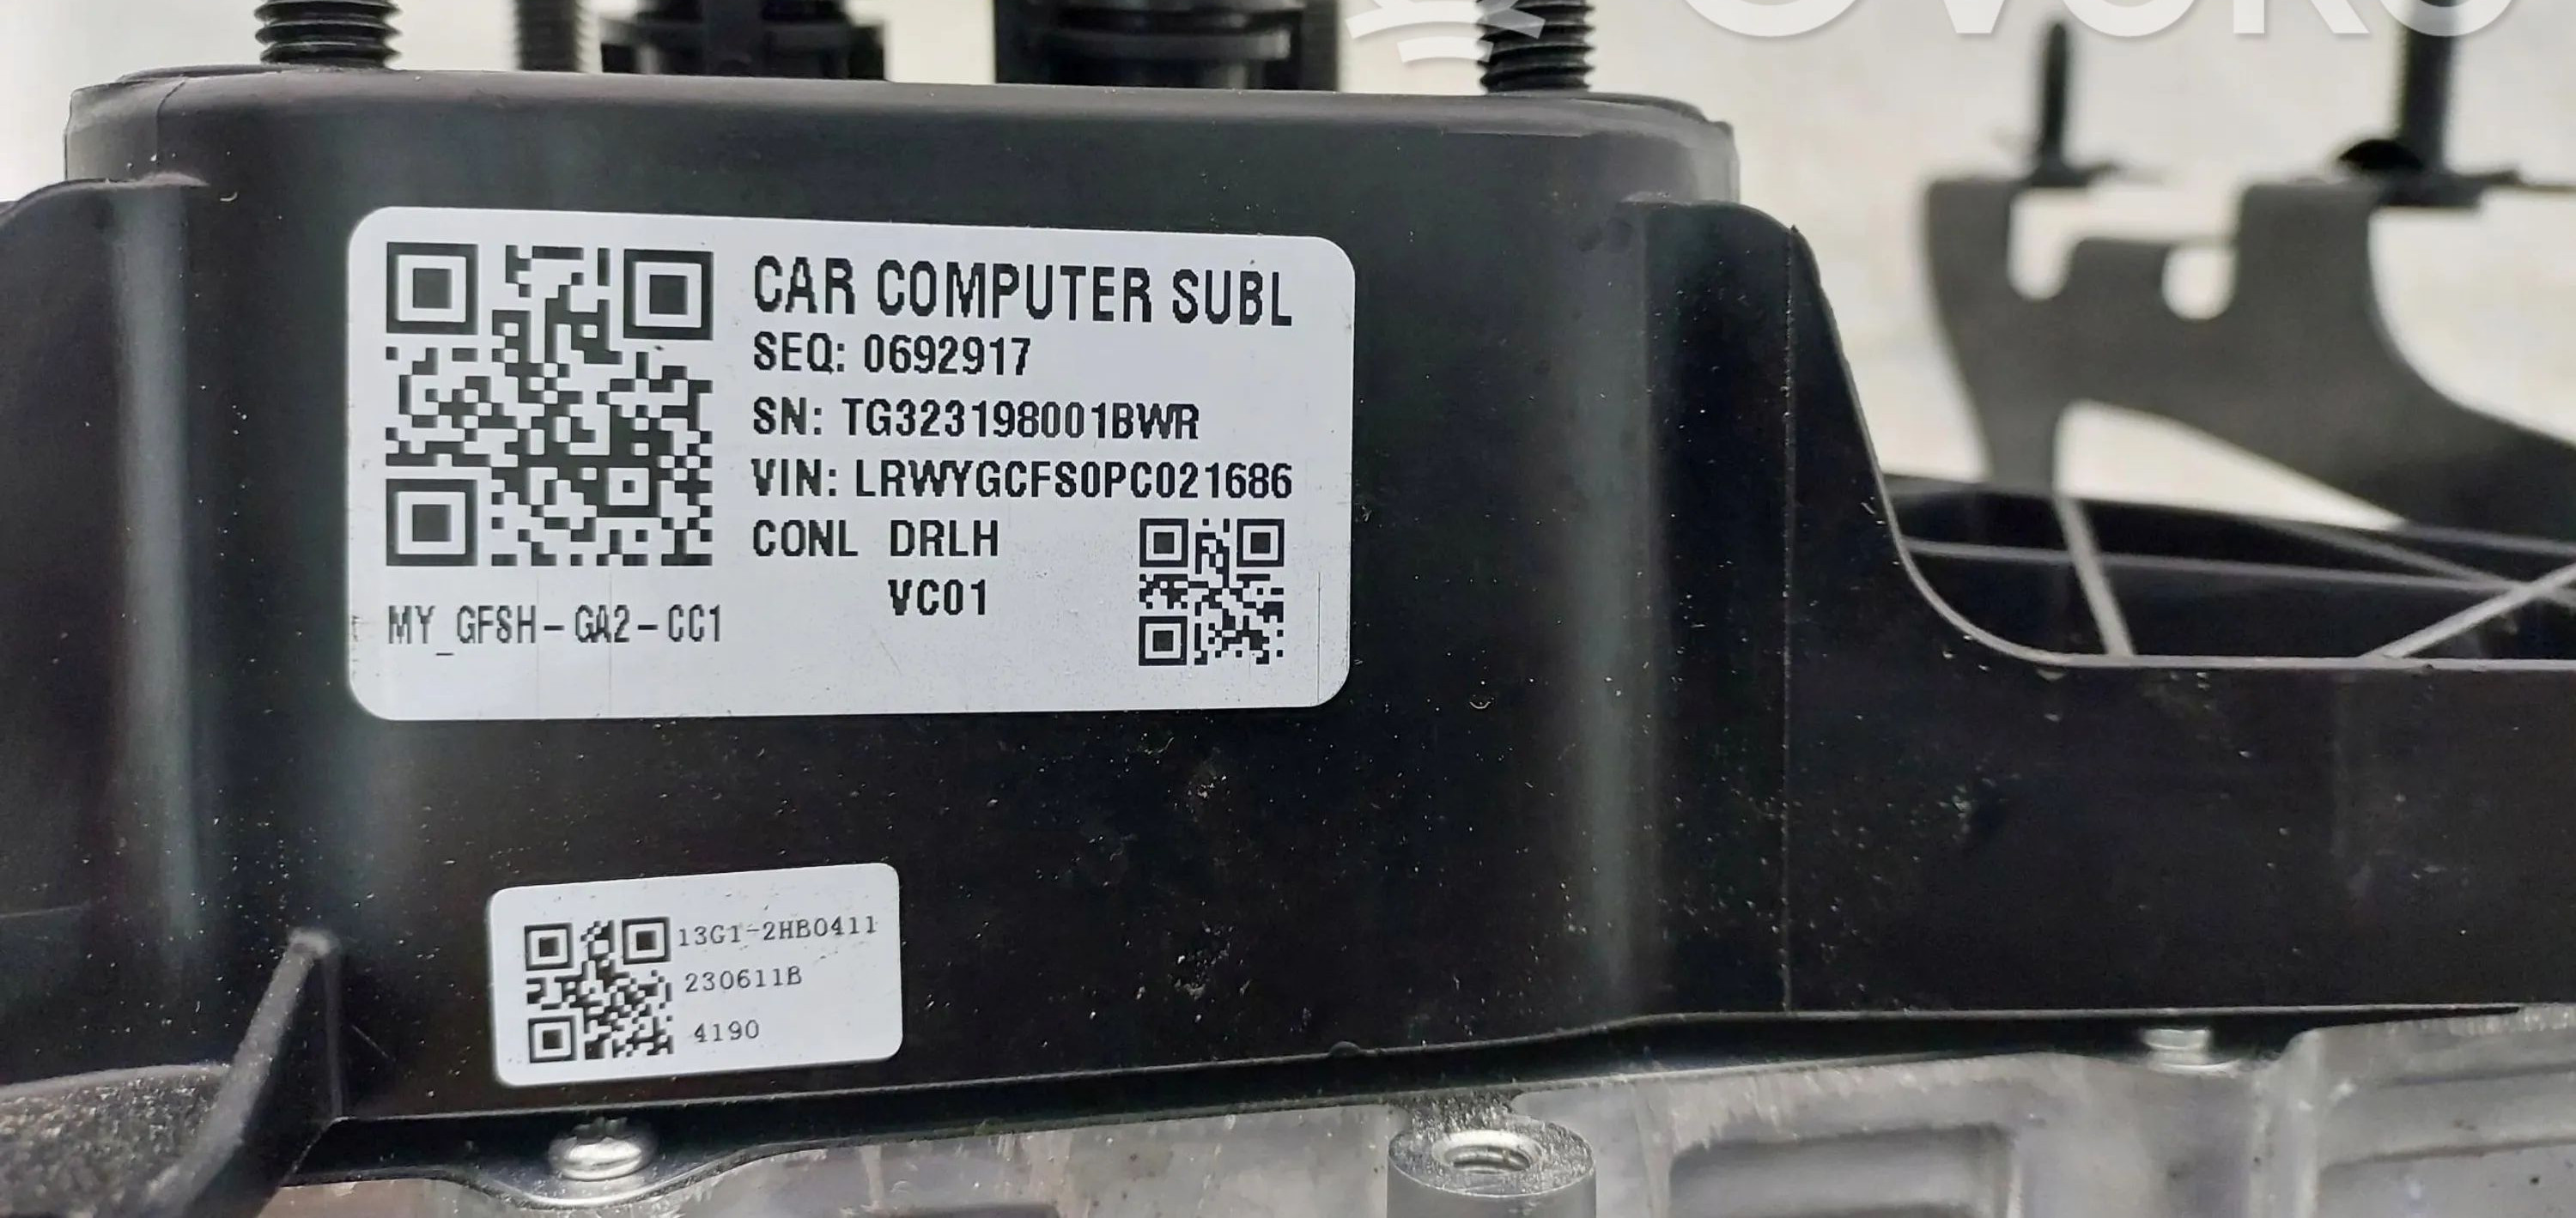 CAR COMPUTER SUBL
SEQ: 0692917
SN: TG323198001BWR
VIN: LRWYGCFS0PC021686
CONL DRLH
VC01
MY_GFSH-GA2-CC1
13G1-2HB0411
230611B
4190